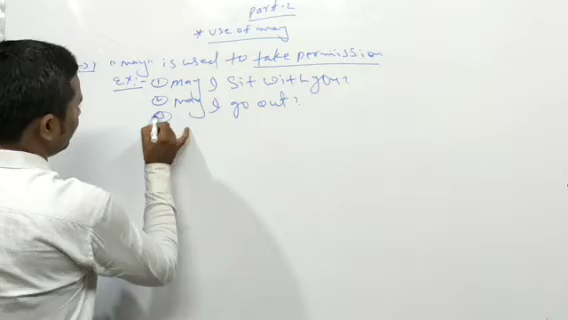 part-2
* use of may
"may" is used to take permission
Ex:- ① may I sit with you?
② may I go out?
③